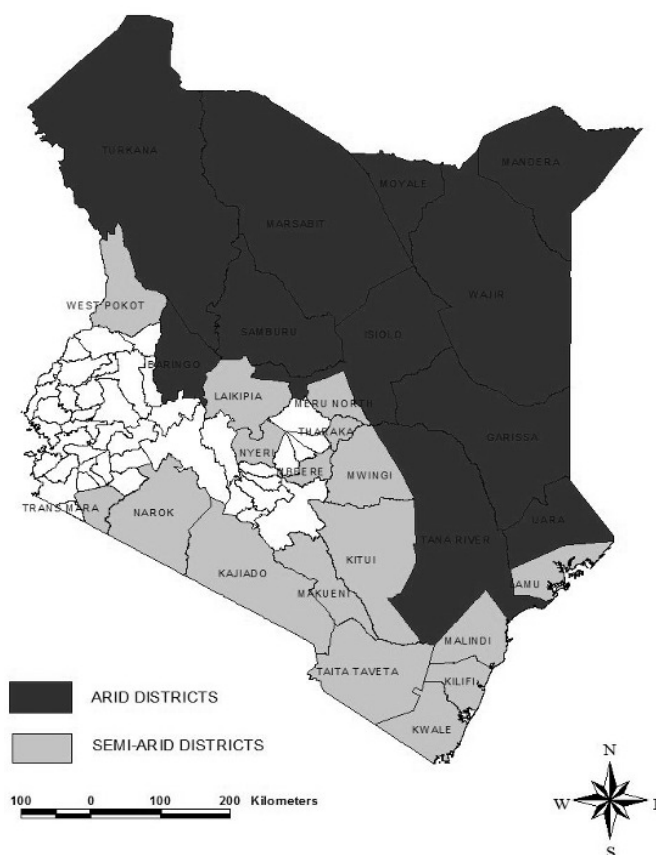 TURKANA
MANDERA
MOYALE
MARSABIT
WAJIR
WEST POKOT
SAMBURU
ISIOLO
BARINGO
LAIKIPIA
MERU NORTH
THARAKA
GARISSA
NYERI
MBEERE
MWINGI
TRANS MARA
NAROK
IJARA
KITUI
TANA RIVER
KAJIADO
LAMU
MAKUENI
MALINDI
TAITA TAVETA
KILIFI
KWALE
ARID DISTRICTS
SEMI-ARID DISTRICTS
100 0 100 200 Kilometers
N
W
S